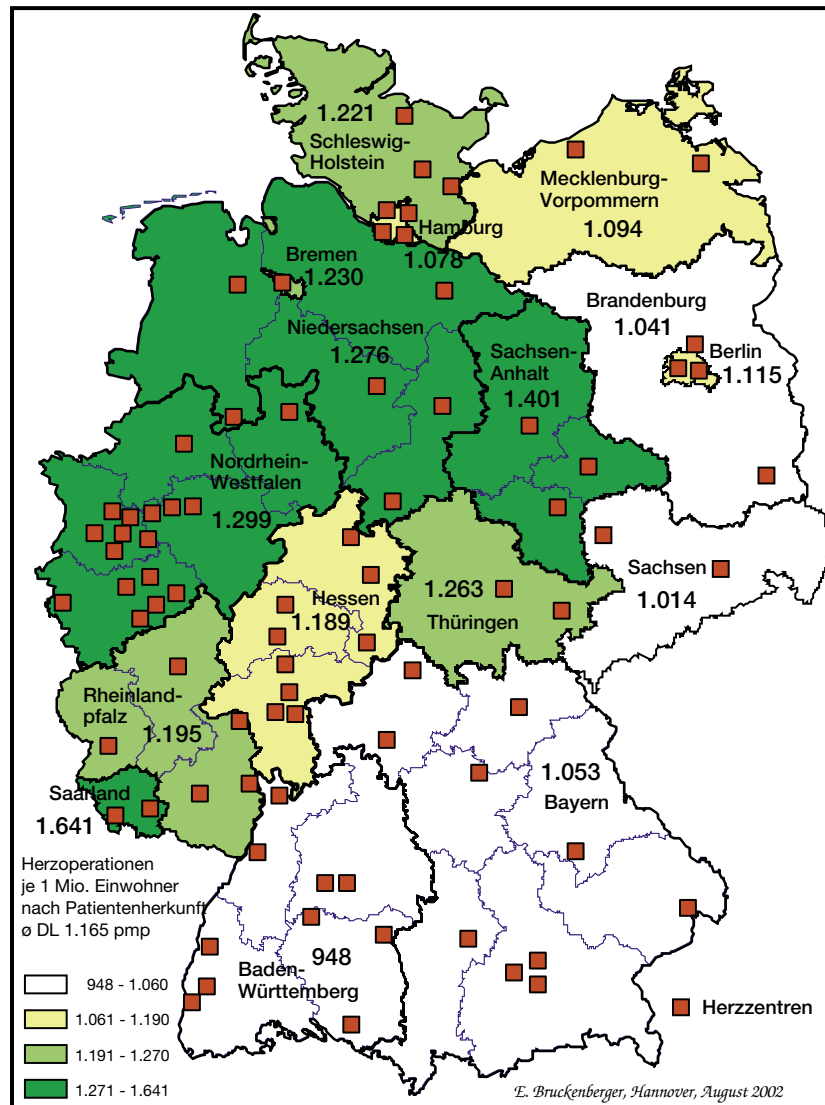 1.221
Schleswig-
Holstein
Mecklenburg-
Vorpommern
1.094
Hamburg
1.078
Bremen
1.230
Brandenburg
1.041
Niedersachsen
1.276
Berlin
1.115
Sachsen-
Anhalt
1.401
Nordrhein-
Westfalen
1.299
Sachsen
1.014
1.263
Thüringen
Hessen
1.189
Rheinland-
pfalz
1.195
1.053
Bayern
Saarland
1.641
948
Baden-
Württemberg
Herzoperationen
je 1 Mio. Einwohner
nach Patientenherkunft
ø DL 1.165 pmp
948 - 1.060
1.061 - 1.190
1.191 - 1.270
1.271 - 1.641
Herzzentren
E. Bruckenberger, Hannover, August 2002